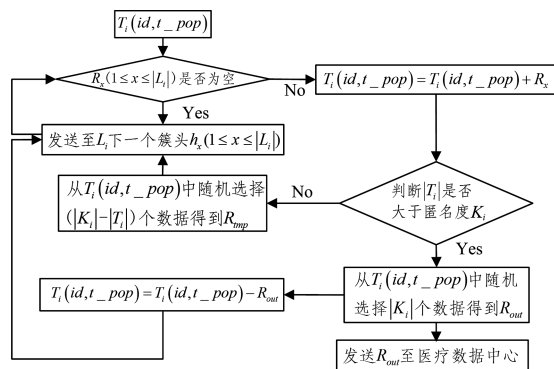 T_i(id,t_pop)
R_x(1≤x≤|L_i|)是否为空
No
T_i(id,t_pop)=T_i(id,t_pop)+R_x
Yes
发送至L_i下一个簇头h_x(1≤x≤|L_i|)
从T_i(id,t_pop)中随机选择
(|K_i|−|T_i|)个数据得到R_tmp
No
判断|T_i|是否
大于匿名度K_i
Yes
T_i(id,t_pop)=T_i(id,t_pop)−R_out
从T_i(id,t_pop)中随机
选择|K_i|个数据得到R_out
发送R_out至医疗数据中心